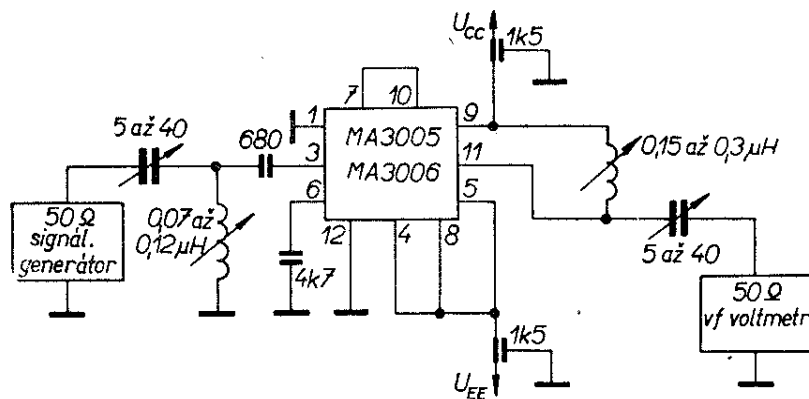 U_CC
1k5
7
10
1
9
5 až 40
680
MA3005
0,15 až 0,3 µH
3
MA3006
11
6
5
50 Ω
signál.
generátor
0,07 až
0,12 µH
12
4
8
4k7
5 až 40
50 Ω
vf voltmetr
1k5
U_EE